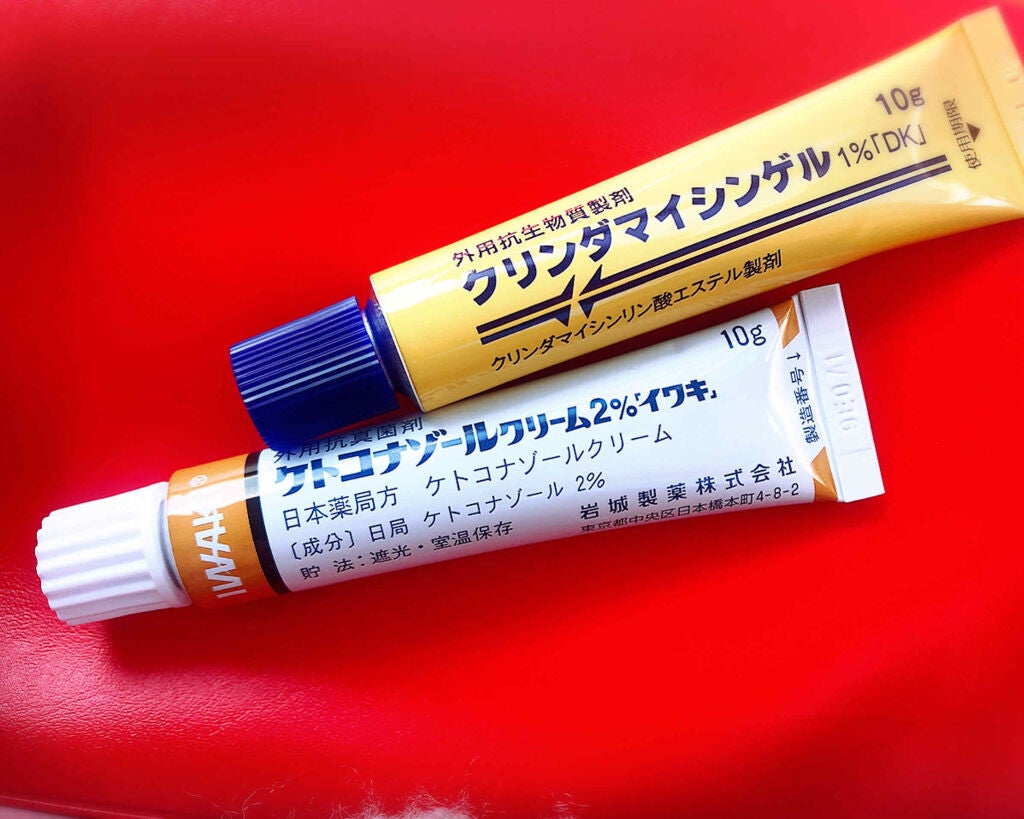 10g
外用抗生物質製剤
クリンダマイシンゲル1%「DK」
クリンダマイシンリン酸エステル製剤
使用期限
10g
外用抗真菌剤
ケトコナゾールクリーム2%「イワキ」
日本薬局方 ケトコナゾールクリーム
〔成分〕日局 ケトコナゾール 2%
貯 法：遮光・室温保存
岩城製薬株式会社
東京都中央区日本橋本町4-8-2
製造番号
IWAKI®